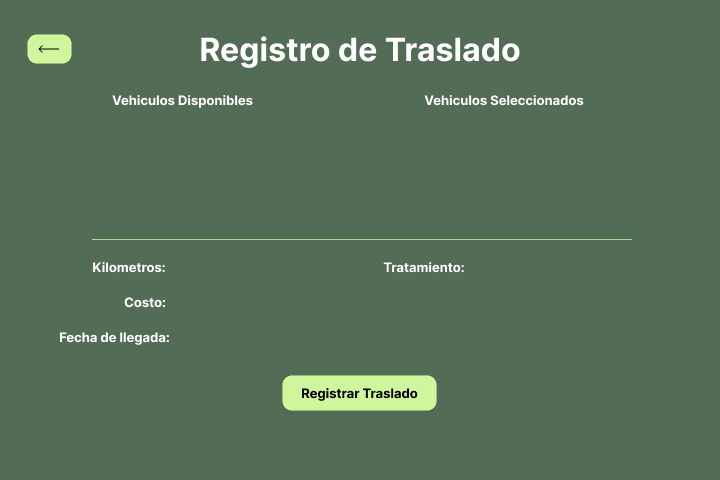 Registro de Traslado
Vehiculos Disponibles
Vehiculos Seleccionados
Kilometros:
Tratamiento:
Costo:
Fecha de llegada:
Registrar Traslado